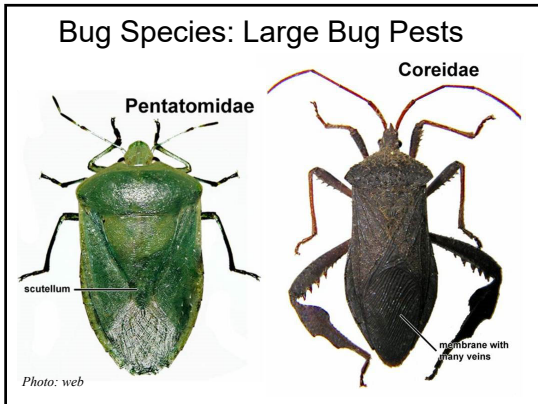 Bug Species: Large Bug Pests
Pentatomidae
Coreidae
scutellum
membrane with
many veins
Photo: web